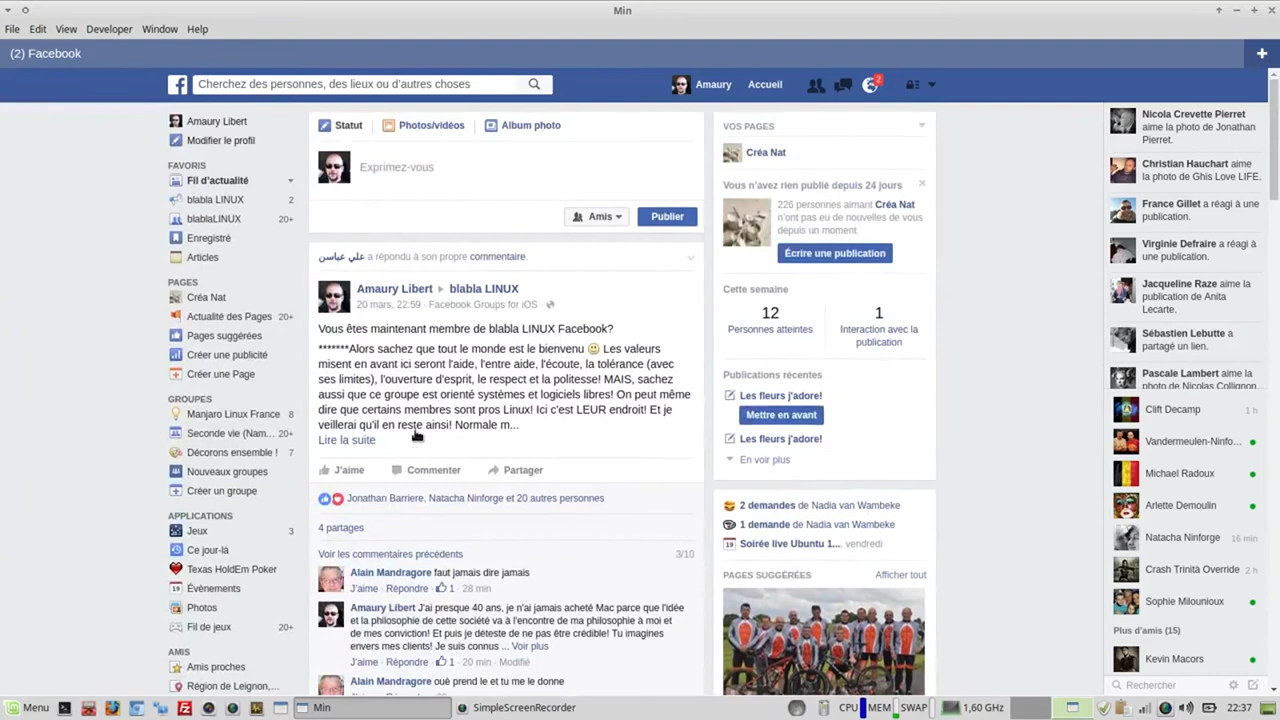 Min
File Edit View Developer Window Help
(2) Facebook
Cherchez des personnes, des lieux ou d'autres choses
Amaury Accueil 2
Amaury Libert
Modifier le profil
FAVORIS
Fil d'actualité
blabla LINUX 2
blablaLINUX 20+
Enregistré
Articles
PAGES
Créa Nat
Actualité des Pages 20+
Pages suggérées
Créer une publicité
Créer une Page
GROUPES
Manjaro Linux France 8
Seconde vie (Nam... 20+
Décorons ensemble ! 7
Nouveaux groupes
Créer un groupe
APPLICATIONS
Jeux 3
Ce jour-là
Texas HoldEm Poker
Évènements
Photos
Fil de jeux 20+
AMIS
Amis proches
Région de Leignon,...
Statut Photos/vidéos Album photo
Exprimez-vous
Amis Publier
علي عباسن a répondu à son propre commentaire.
Amaury Libert blabla LINUX
20 mars, 22:59 · Facebook Groups for iOS ·
Vous êtes maintenant membre de blabla LINUX Facebook?
*******Alors sachez que tout le monde est le bienvenu 😃 Les valeurs
misent en avant ici seront l'aide, l'entre aide, l'écoute, la tolérance (avec
ses limites), l'ouverture d'esprit, le respect et la politesse! MAIS, sachez
aussi que ce groupe est orienté systèmes et logiciels libres! On peut même
dire que certains membres sont pros Linux! Ici c'est LEUR endroit! Et je
veillerai qu'il en reste ainsi! Normale m...
Lire la suite
J'aime Commenter Partager
Jonathan Barriere, Natacha Ninforge et 20 autres personnes
4 partages
Voir les commentaires précédents 3/10
Alain Mandragore faut jamais dire jamais
J'aime · Répondre · 1 · 28 min
Amaury Libert J'ai presque 40 ans, je n'ai jamais acheté Mac parce que l'idée
et la philosophie de cette société va à l'encontre de ma philosophie à moi et
de mes conviction! Et puis je déteste de ne pas être crédible! Tu imagines
envers mes clients! Je suis connus ... Voir plus
J'aime · Répondre · 1 · 20 min · Modifié
Alain Mandragore ouè prend le et tu me le donne
VOS PAGES
Créa Nat
Vous n'avez rien publié depuis 24 jours
226 personnes aimant Créa Nat
n'ont pas eu de nouvelles de vous
depuis un moment.
Écrire une publication
Cette semaine
12 1
Personnes atteintes Interaction avec la
publication
Publications récentes
Les fleurs j'adore!
Mettre en avant
Les fleurs j'adore!
En voir plus
2 demandes de Nadia van Wambeke
1 demande de Nadia van Wambeke
19 Soirée live Ubuntu 1... vendredi
PAGES SUGGÉRÉES Afficher tout
Nicola Crevette Pierret
aime la photo de Jonathan
Pierret.
Christian Hauchart aime
la photo de Ghis Love LIFE.
France Gillet a réagi à une
publication.
Virginie Defraire a réagi à
une publication.
Jacqueline Raze aime la
publication de Anita
Lecarte.
Sébastien Lebutte a
partagé un lien.
Pascale Lambert aime la
photo de Nicolas Collignon...
Clift Decamp 1 h
Vandermeulen-Ninfo...
Michael Radoux
Arlette Demoulin
Natacha Ninforge 16 min
Crash Trinità Override 2 h
Sophie Milounioux
Plus d'amis (15)
Kevin Macors
Rechercher
Menu Min SimpleScreenRecorder CPU MEM SWAP 1,60 GHz 22:37